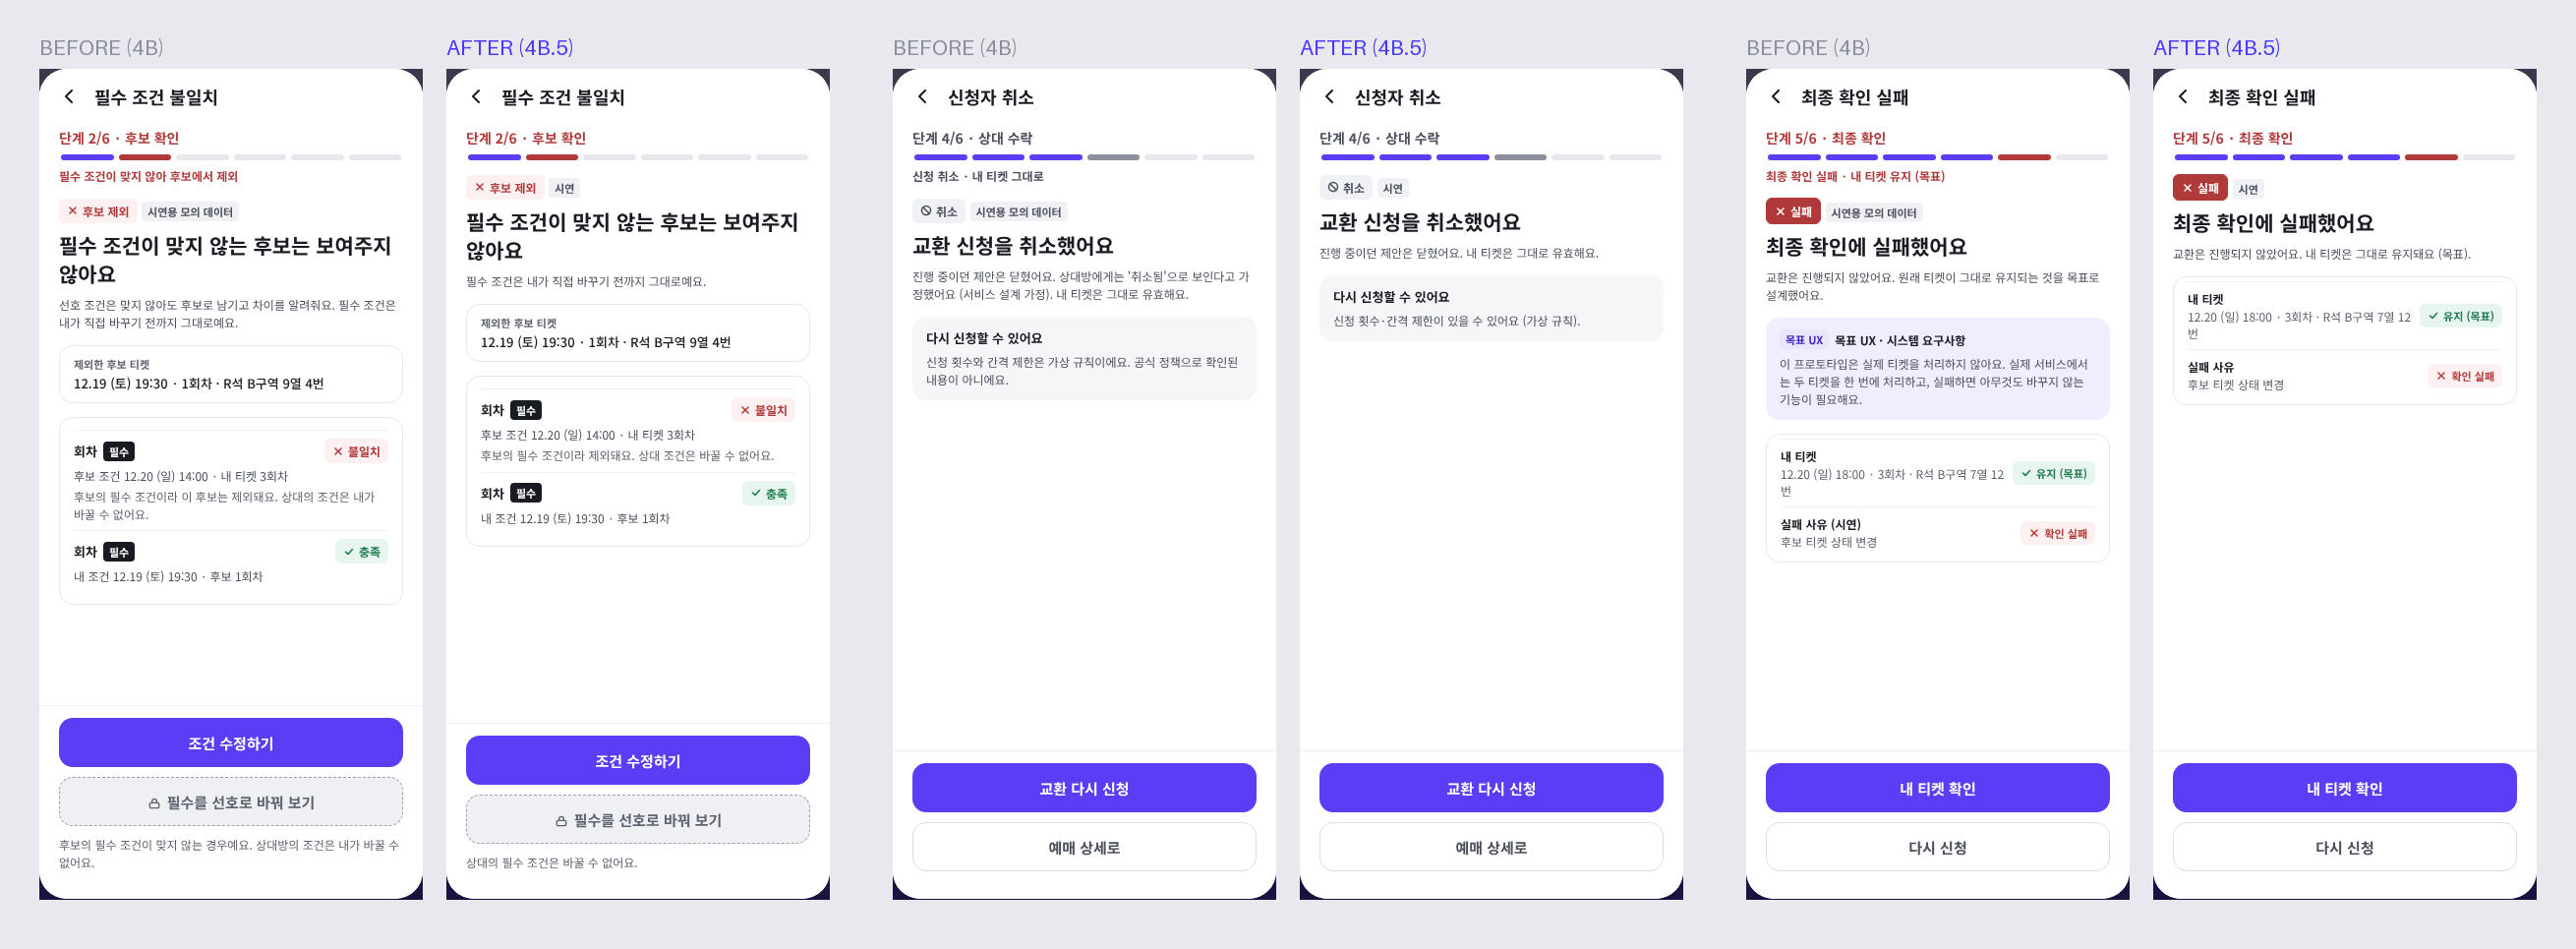 BEFORE (4B)
필수 조건 불일치
단계 2/6 · 후보 확인
필수 조건이 맞지 않아 후보에서 제외
후보 제외 시연용 모의 데이터
필수 조건이 맞지 않는 후보는 보여주지
않아요
선호 조건은 맞지 않아도 후보로 남기고 차이를 알려줘요. 필수 조건은
내가 직접 바꾸기 전까지 그대로예요.
제외한 후보 티켓
12.19 (토) 19:30 · 1회차 · R석 B구역 9열 4번
회차 필수 불일치
후보 조건 12.20 (일) 14:00 · 내 티켓 3회차
후보의 필수 조건이라 이 후보는 제외돼요. 상대의 조건은 내가
바꿀 수 없어요.
회차 필수 충족
내 조건 12.19 (토) 19:30 · 후보 1회차
조건 수정하기
필수를 선호로 바꿔 보기
후보의 필수 조건이 맞지 않는 경우예요. 상대방의 조건은 내가 바꿀 수
없어요.
AFTER (4B.5)
필수 조건 불일치
단계 2/6 · 후보 확인
후보 제외 시연
필수 조건이 맞지 않는 후보는 보여주지
않아요
필수 조건은 내가 직접 바꾸기 전까지 그대로예요.
제외한 후보 티켓
12.19 (토) 19:30 · 1회차 · R석 B구역 9열 4번
회차 필수 불일치
후보 조건 12.20 (일) 14:00 · 내 티켓 3회차
후보의 필수 조건이라 제외돼요. 상대 조건은 바꿀 수 없어요.
회차 필수 충족
내 조건 12.19 (토) 19:30 · 후보 1회차
조건 수정하기
필수를 선호로 바꿔 보기
상대의 필수 조건은 바꿀 수 없어요.
BEFORE (4B)
신청자 취소
단계 4/6 · 상대 수락
신청 취소 · 내 티켓 그대로
취소 시연용 모의 데이터
교환 신청을 취소했어요
진행 중이던 제안은 닫혔어요. 상대방에게는 '취소됨'으로 보인다고 가
정했어요 (서비스 설계 가정). 내 티켓은 그대로 유효해요.
다시 신청할 수 있어요
신청 횟수와 간격 제한은 가상 규칙이에요. 공식 정책으로 확인된
내용이 아니에요.
교환 다시 신청
예매 상세로
AFTER (4B.5)
신청자 취소
단계 4/6 · 상대 수락
취소 시연
교환 신청을 취소했어요
진행 중이던 제안은 닫혔어요. 내 티켓은 그대로 유효해요.
다시 신청할 수 있어요
신청 횟수·간격 제한이 있을 수 있어요 (가상 규칙).
교환 다시 신청
예매 상세로
BEFORE (4B)
최종 확인 실패
단계 5/6 · 최종 확인
최종 확인 실패 · 내 티켓 유지 (목표)
실패 시연용 모의 데이터
최종 확인에 실패했어요
교환은 진행되지 않았어요. 원래 티켓이 그대로 유지되는 것을 목표로
설계했어요.
목표 UX 목표 UX · 시스템 요구사항
이 프로토타입은 실제 티켓을 처리하지 않아요. 실제 서비스에서
는 두 티켓을 한 번에 처리하고, 실패하면 아무것도 바꾸지 않는
기능이 필요해요.
내 티켓
12.20 (일) 18:00 · 3회차 · R석 B구역 7열 12
번
유지 (목표)
실패 사유 (시연)
후보 티켓 상태 변경
확인 실패
내 티켓 확인
다시 신청
AFTER (4B.5)
최종 확인 실패
단계 5/6 · 최종 확인
실패 시연
최종 확인에 실패했어요
교환은 진행되지 않았어요. 내 티켓은 그대로 유지돼요 (목표).
내 티켓
12.20 (일) 18:00 · 3회차 · R석 B구역 7열 12
번
유지 (목표)
실패 사유
후보 티켓 상태 변경
확인 실패
내 티켓 확인
다시 신청